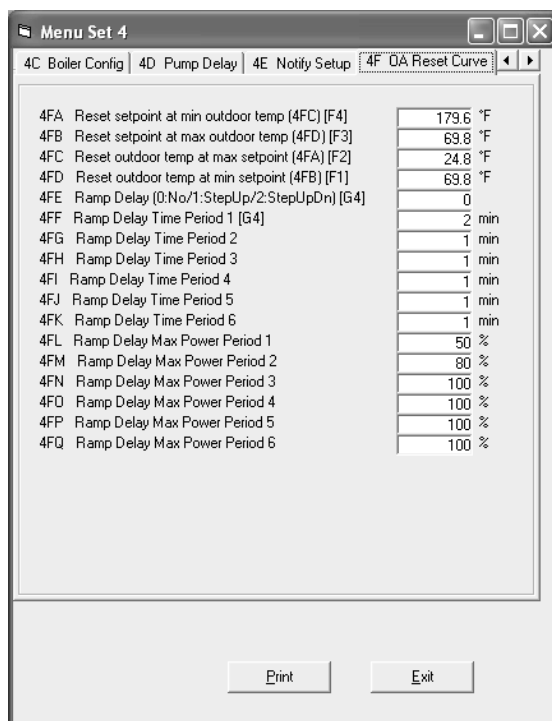 Menu Set 4
4C Boiler Config 4D Pump Delay 4E Notify Setup 4F OA Reset Curve
4FA Reset setpoint at min outdoor temp (4FC) [F4] 179.6 °F
4FB Reset setpoint at max outdoor temp (4FD) [F3] 69.8 °F
4FC Reset outdoor temp at max setpoint (4FA) [F2] 24.8 °F
4FD Reset outdoor temp at min setpoint (4FB) [F1] 69.8 °F
4FE Ramp Delay (0:No/1:StepUp/2:StepUpDn) [G4] 0
4FF Ramp Delay Time Period 1 [G4] 2 min
4FG Ramp Delay Time Period 2 1 min
4FH Ramp Delay Time Period 3 1 min
4FI Ramp Delay Time Period 4 1 min
4FJ Ramp Delay Time Period 5 1 min
4FK Ramp Delay Time Period 6 1 min
4FL Ramp Delay Max Power Period 1 50 %
4FM Ramp Delay Max Power Period 2 80 %
4FN Ramp Delay Max Power Period 3 100 %
4FO Ramp Delay Max Power Period 4 100 %
4FP Ramp Delay Max Power Period 5 100 %
4FQ Ramp Delay Max Power Period 6 100 %
Print Exit